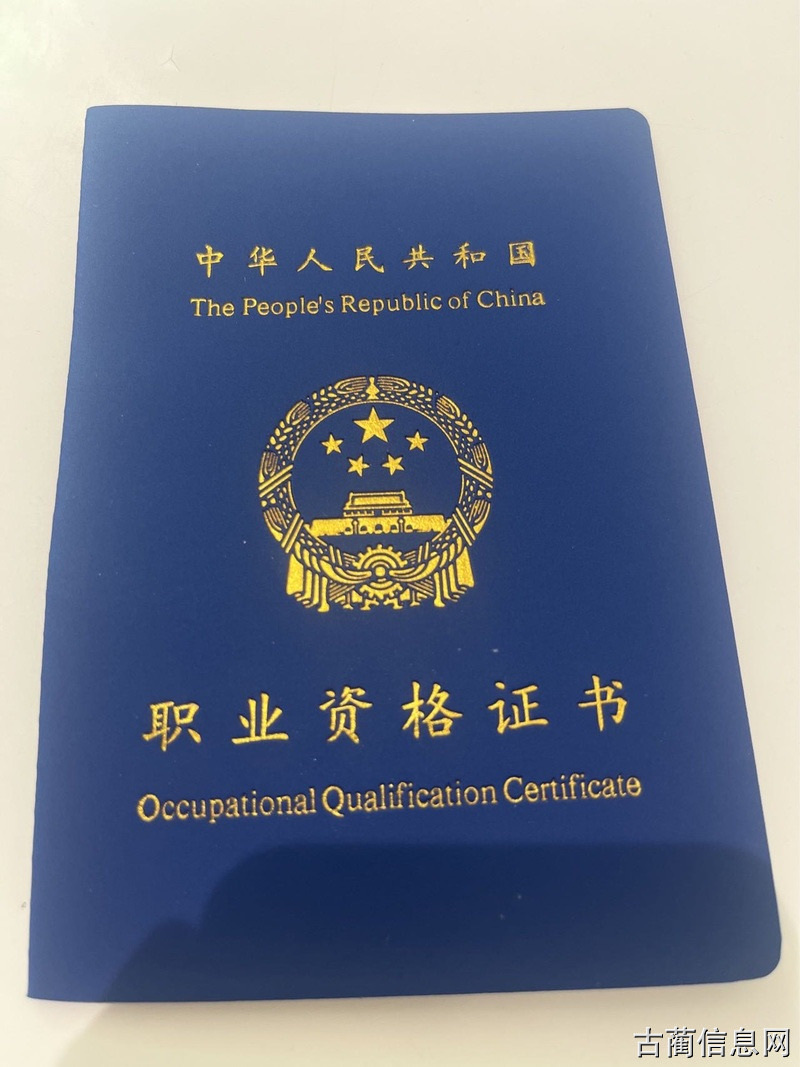 中华人民共和国
The People's Republic of China
职业资格证书
Occupational Qualification Certificate
古蔺信息网